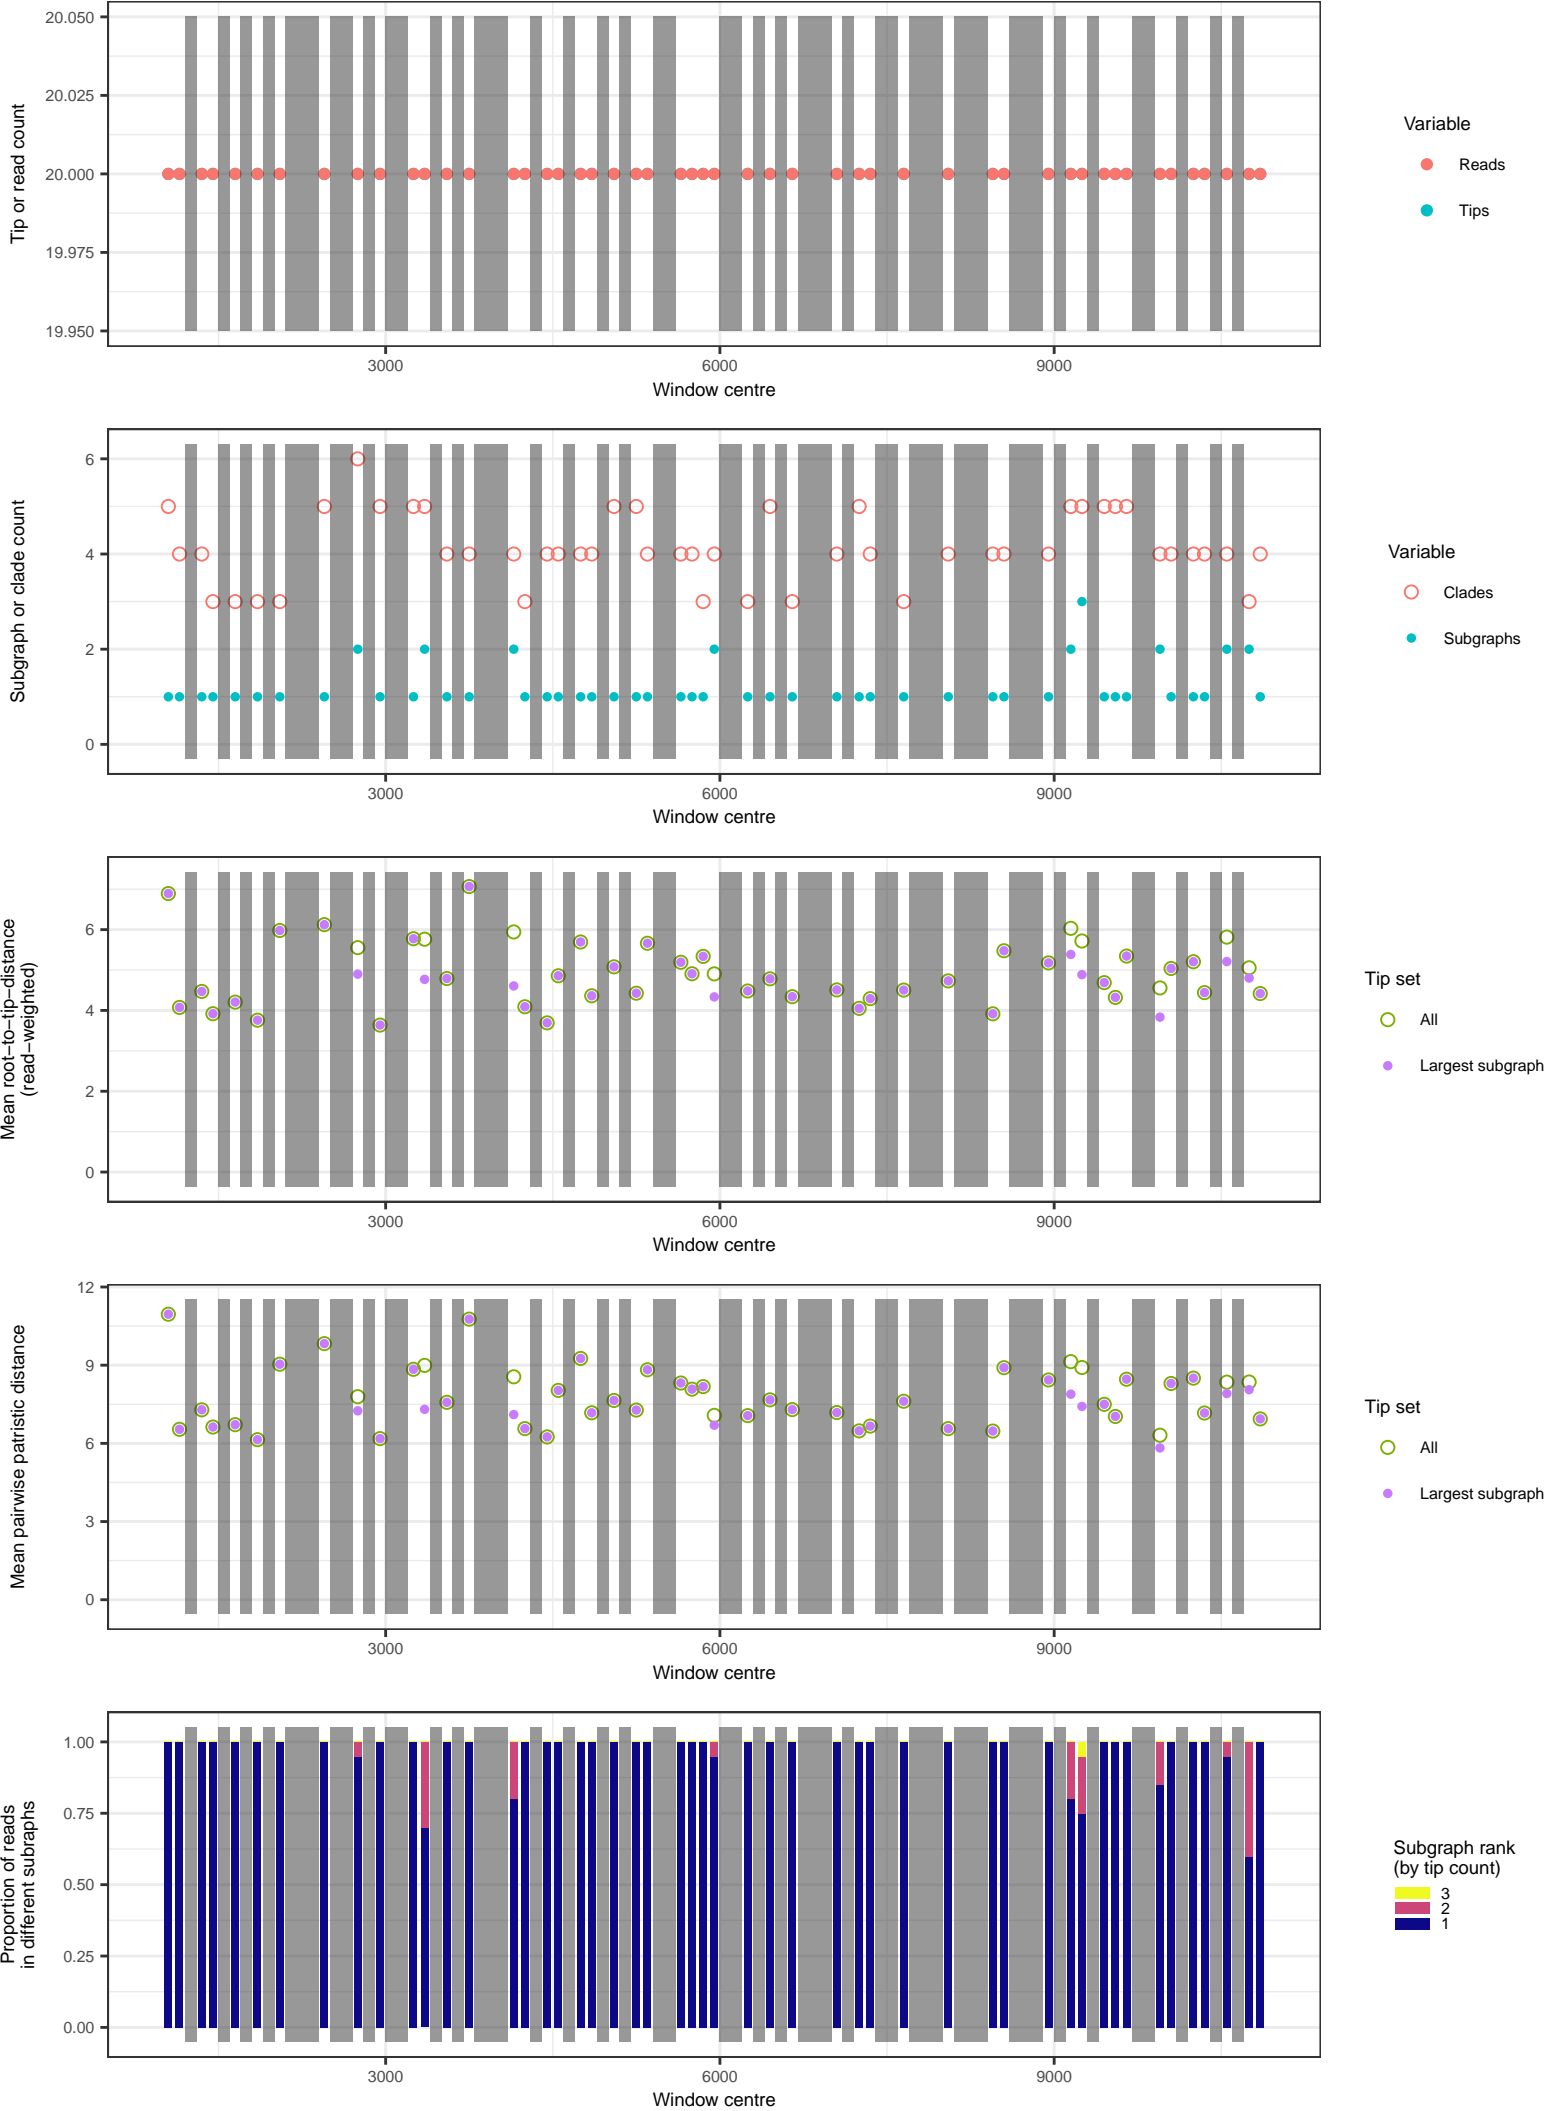 20.050
20.025
20.000
19.975
19.950
Tip or read count
3000
6000
9000
Window centre
Variable
Reads
Tips
6
4
2
0
Subgraph or clade count
3000
6000
9000
Window centre
Variable
Clades
Subgraphs
6
4
2
0
Mean root−to−tip−distance
(read−weighted)
3000
6000
9000
Window centre
Tip set
All
Largest subgraph
12
9
6
3
0
Mean pairwise patristic distance
3000
6000
9000
Window centre
Tip set
All
Largest subgraph
1.00
0.75
0.50
0.25
0.00
Proportion of reads
in different subraphs
3000
6000
9000
Window centre
Subgraph rank
(by tip count)
3
2
1